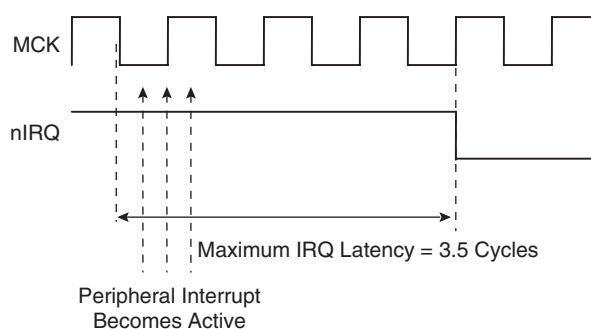 MCK
nIRQ
Maximum IRQ Latency = 3.5 Cycles
Peripheral Interrupt
Becomes Active